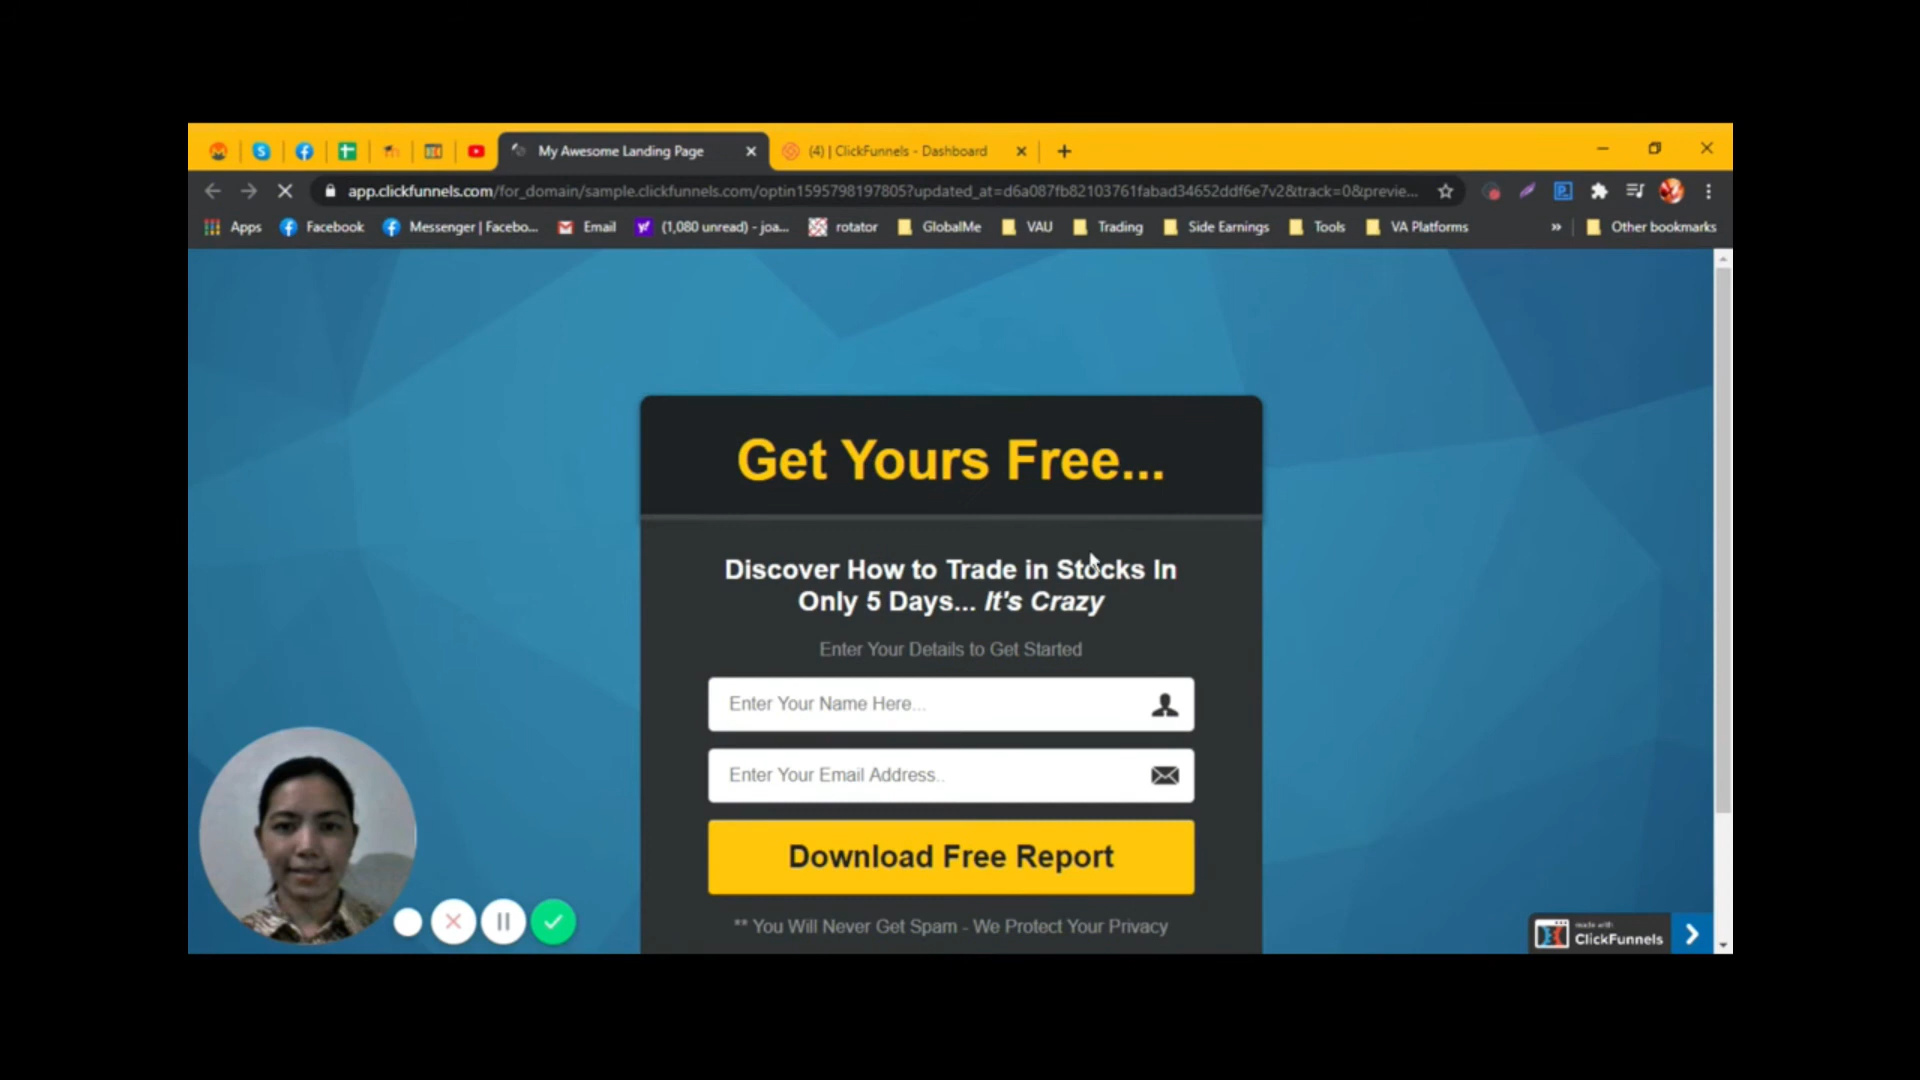 My Awesome Landing Page
(4) | ClickFunnels - Dashboard
app.clickfunnels.com/for_domain/sample.clickfunnels.com/optin1595798197805?updated_at=d6a087fb82103761fabad34652ddf6e7v2&track=0&previe...
Apps Facebook Messenger | Facebo... Email (1,080 unread) - joa... rotator GlobalMe VAU Trading Side Earnings Tools VA Platforms » Other bookmarks
Get Yours Free...
Discover How to Trade in Stocks In
Only 5 Days... It's Crazy
Enter Your Details to Get Started
Enter Your Name Here...
Enter Your Email Address..
Download Free Report
** You Will Never Get Spam - We Protect Your Privacy
made with
ClickFunnels